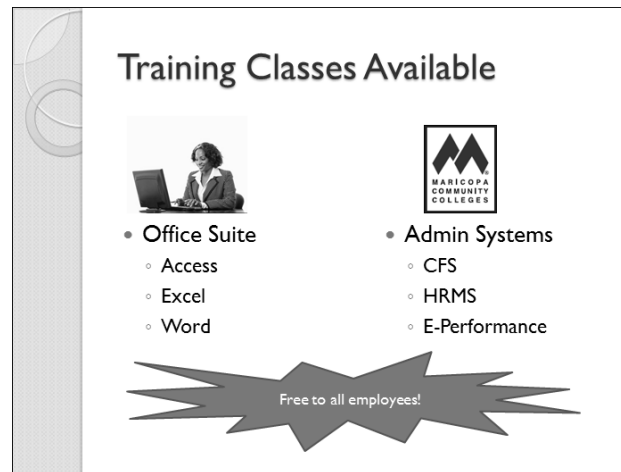 Training Classes Available
MARICOPA
COMMUNITY
COLLEGES
Office Suite
Access
Excel
Word
Admin Systems
CFS
HRMS
E-Performance
Free to all employees!